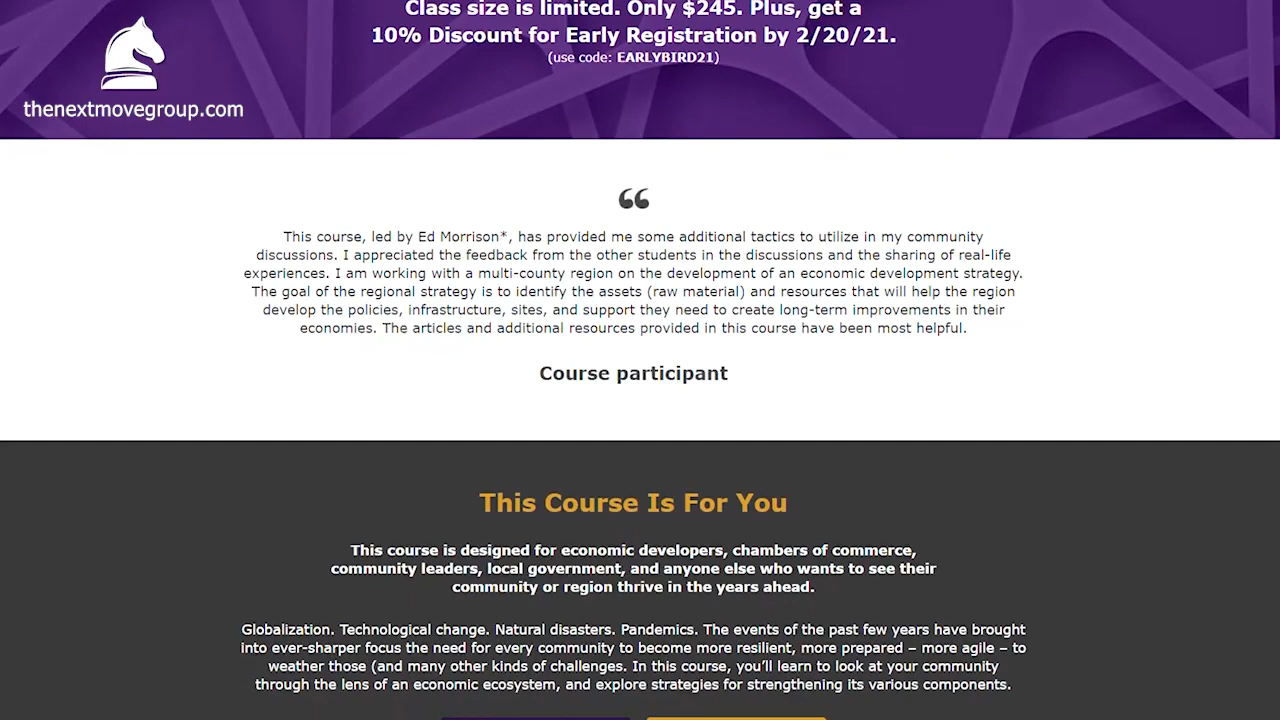 Class size is limited. Only $245. Plus, get a
10% Discount for Early Registration by 2/20/21.
(use code: EARLYBIRD21)
thenextmovegroup.com
“
This course, led by Ed Morrison*, has provided me some additional tactics to utilize in my community
discussions. I appreciated the feedback from the other students in the discussions and the sharing of real-life
experiences. I am working with a multi-county region on the development of an economic development strategy.
The goal of the regional strategy is to identify the assets (raw material) and resources that will help the region
develop the policies, infrastructure, sites, and support they need to create long-term improvements in their
economies. The articles and additional resources provided in this course have been most helpful.
Course participant
This Course Is For You
This course is designed for economic developers, chambers of commerce,
community leaders, local government, and anyone else who wants to see their
community or region thrive in the years ahead.
Globalization. Technological change. Natural disasters. Pandemics. The events of the past few years have brought
into ever-sharper focus the need for every community to become more resilient, more prepared – more agile – to
weather those (and many other kinds of challenges. In this course, you’ll learn to look at your community
through the lens of an economic ecosystem, and explore strategies for strengthening its various components.